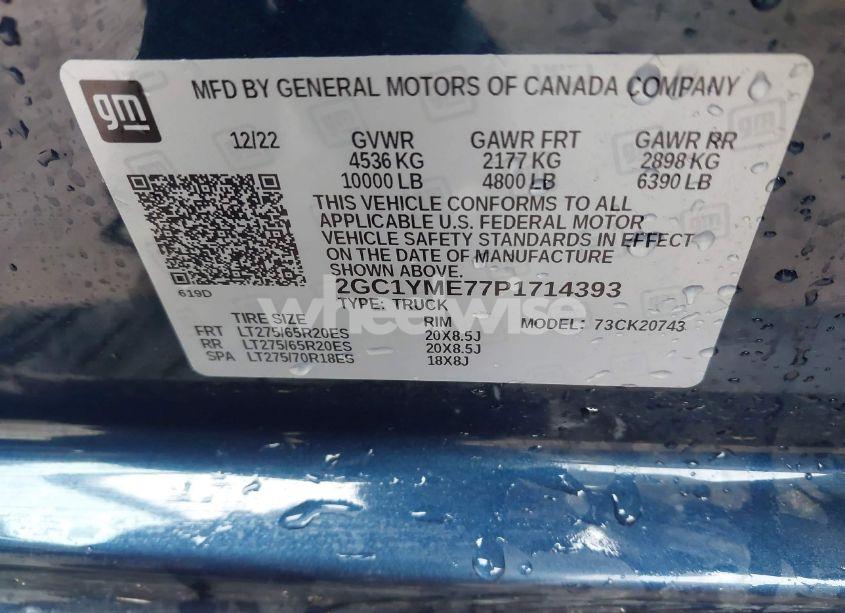 gm
MFD BY GENERAL MOTORS OF CANADA COMPANY
12/22 GVWR GAWR FRT GAWR RR
4536 KG 2177 KG 2898 KG
10000 LB 4800 LB 6390 LB
THIS VEHICLE CONFORMS TO ALL
APPLICABLE U.S. FEDERAL MOTOR
VEHICLE SAFETY STANDARDS IN EFFECT
ON THE DATE OF MANUFACTURE
SHOWN ABOVE.
619D 2GC1YME77P1714393
TYPE: TRUCK
TIRE SIZE RIM MODEL: 73CK20743
FRT LT275/65R20ES 20X8.5J
RR LT275/65R20ES 20X8.5J
SPA LT275/70R18ES 18X8J
wheelwise